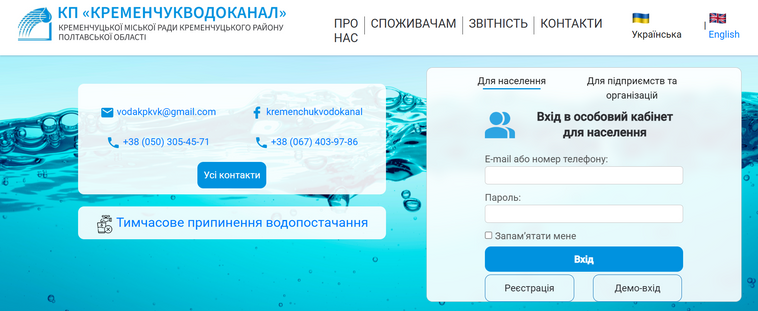 КП «КРЕМЕНЧУКВОДОКАНАЛ»
КРЕМЕНЧУЦЬКОЇ МІСЬКОЇ РАДИ КРЕМЕНЧУЦЬКОГО РАЙОНУ
ПОЛТАВСЬКОЇ ОБЛАСТІ
ПРО НАС
СПОЖИВАЧАМ
ЗВІТНІСТЬ
КОНТАКТИ
Українська
English
vodakpkvk@gmail.com
kremenchukvodokanal
+38 (050) 305-45-71
+38 (067) 403-97-86
Усі контакти
Тимчасове припинення водопостачання
Для населення
Для підприємств та
організацій
Вхід в особовий кабінет
для населення
E-mail або номер телефону:
Пароль:
Запам'ятати мене
Вхід
Реєстрація
Демо-вхід